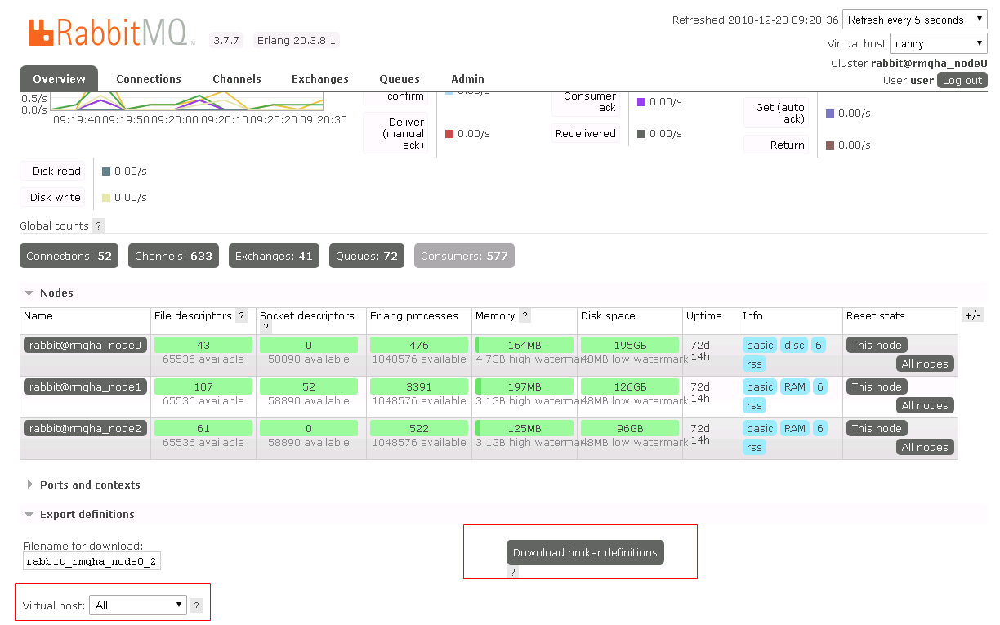 RabbitMQ TM 3.7.7 Erlang 20.3.8.1
Refreshed 2018-12-28 09:20:36 Refresh every 5 seconds
Virtual host candy
Cluster rabbit@rmqha_node0
User user Log out
Overview Connections Channels Exchanges Queues Admin
0.5/s
0.0/s
09:19:40 09:19:50 09:20:00 09:20:10 09:20:20 09:20:30
confirm 0.00/s
Deliver (manual ack) 0.00/s
Consumer ack 0.00/s
Redelivered 0.00/s
Get (auto ack) 0.00/s
Return 0.00/s
Disk read 0.00/s
Disk write 0.00/s
Global counts ?
Connections: 52 Channels: 633 Exchanges: 41 Queues: 72 Consumers: 577
Nodes
Name File descriptors ? Socket descriptors ? Erlang processes Memory ? Disk space Uptime Info Reset stats +/-
rabbit@rmqha_node0 43 0 476 164MB 195GB 72d 14h basic disc 6 rss This node All nodes
65536 available 58890 available 1048576 available 4.7GB high watermark 48MB low watermark
rabbit@rmqha_node1 107 52 3391 197MB 126GB 72d 14h basic RAM 6 rss This node All nodes
65536 available 58890 available 1048576 available 3.1GB high watermark 48MB low watermark
rabbit@rmqha_node2 61 0 522 125MB 96GB 72d 14h basic RAM 6 rss This node All nodes
65536 available 58890 available 1048576 available 3.1GB high watermark 48MB low watermark
Ports and contexts
Export definitions
Filename for download:
rabbit_rmqha_node0_2
Download broker definitions
?
Virtual host: All ?